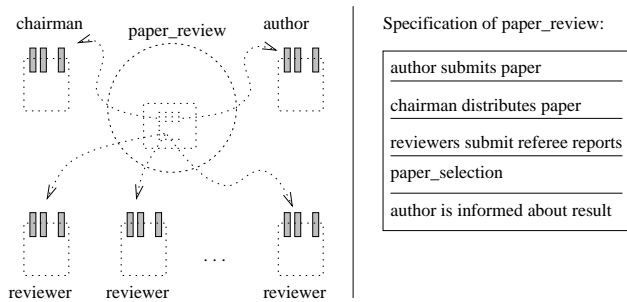 chairman
paper_review
author
reviewer
reviewer
. . .
reviewer
Specification of paper_review:
author submits paper
chairman distributes paper
reviewers submit referee reports
paper_selection
author is informed about result